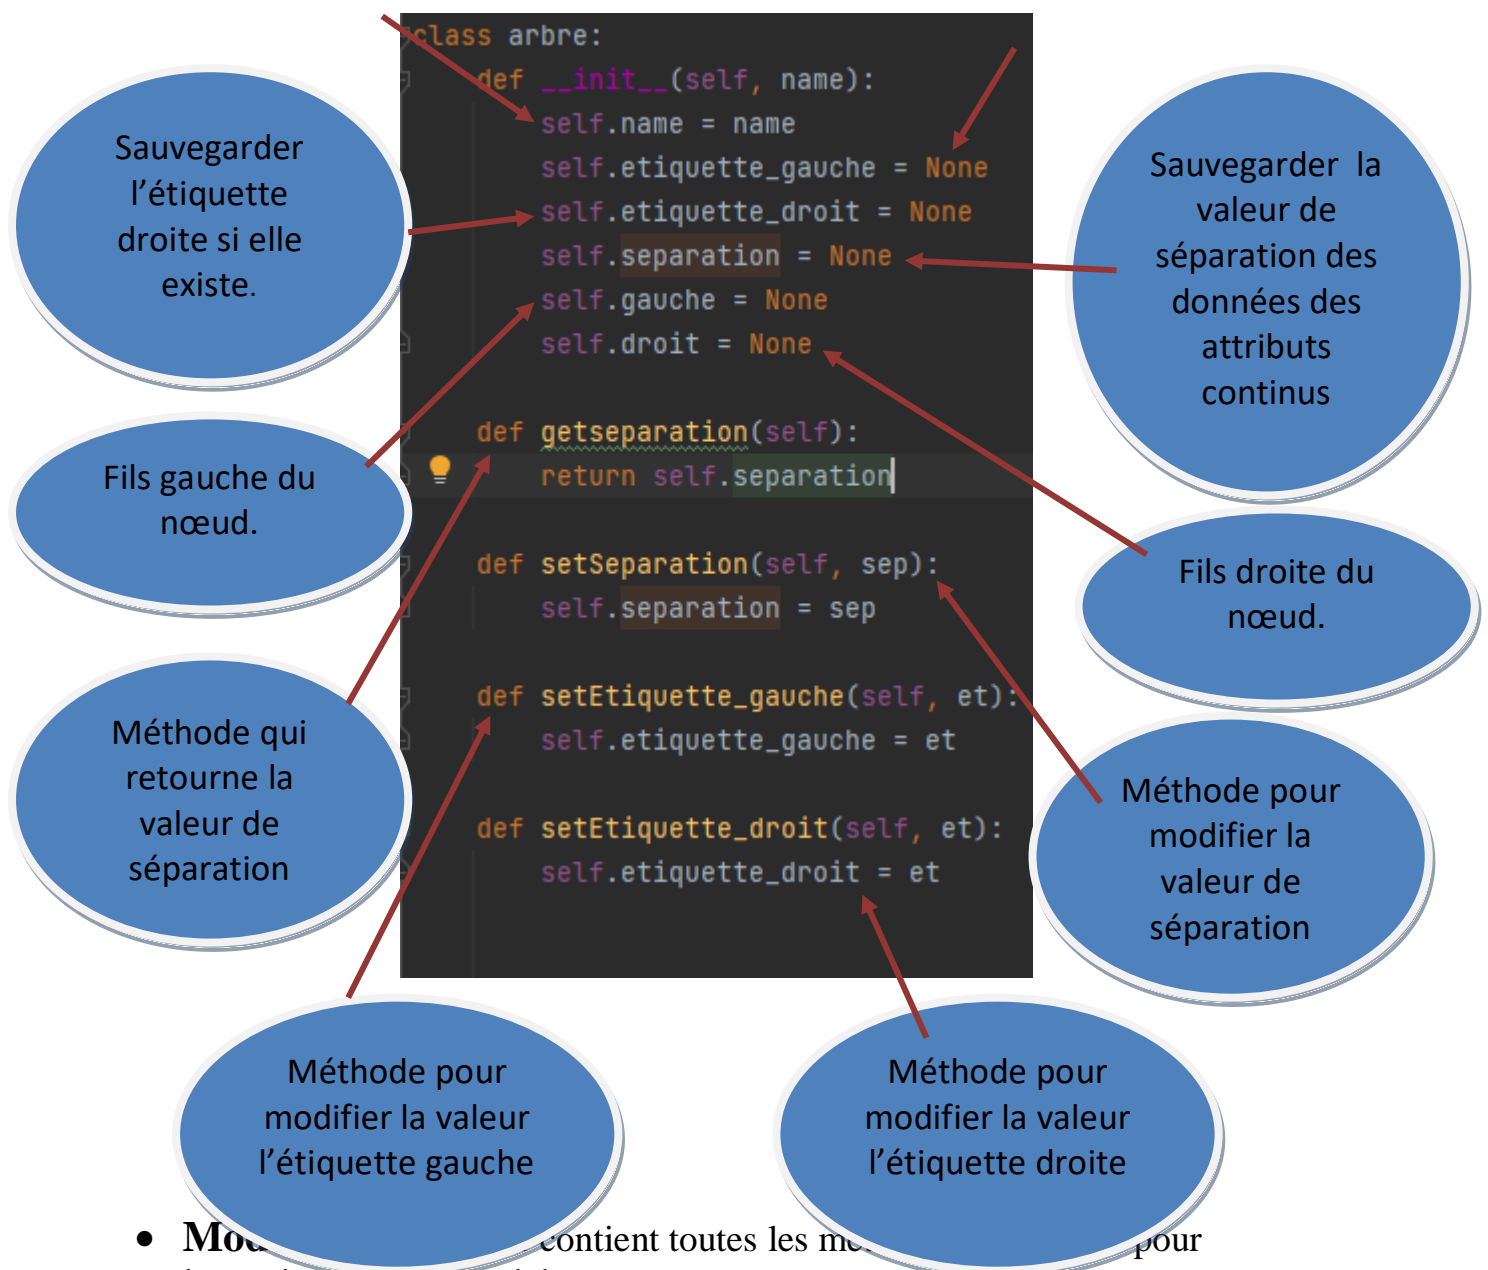 class arbre:
def __init__(self, name):
self.name = name
self.etiquette_gauche = None
self.etiquette_droit = None
self.separation = None
self.gauche = None
self.droit = None
def getseparation(self):
return self.separation
def setSeparation(self, sep):
self.separation = sep
def setEtiquette_gauche(self, et):
self.etiquette_gauche = et
def setEtiquette_droit(self, et):
self.etiquette_droit = et
Sauvegarder
l’étiquette
droite si elle
existe.
Sauvegarder la
valeur de
séparation des
données des
attributs
continus
Fils gauche du
nœud.
Fils droite du
nœud.
Méthode qui
retourne la
valeur de
séparation
Méthode pour
modifier la
valeur de
séparation
Méthode pour
modifier la valeur
l’étiquette gauche
Méthode pour
modifier la valeur
l’étiquette droite
• contient toutes les pour